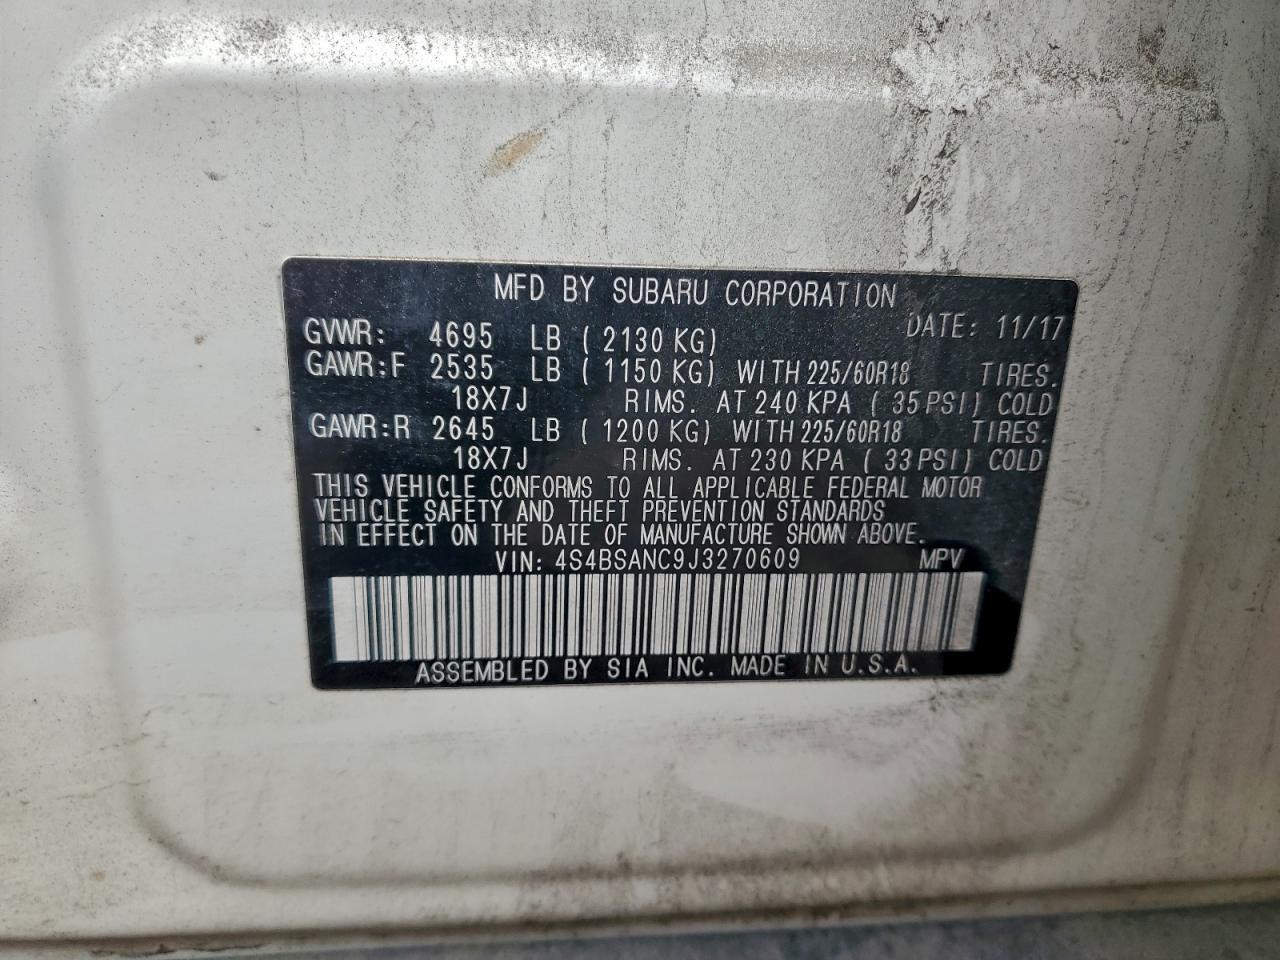 MFD BY SUBARU CORPORATION
GVWR: 4695 LB ( 2130 KG) DATE: 11/17
GAWR:F 2535 LB ( 1150 KG) WITH 225/60R18 TIRES.
18X7J RIMS. AT 240 KPA ( 35 PSI) COLD
GAWR:R 2645 LB ( 1200 KG) WITH 225/60R18 TIRES.
18X7J RIMS. AT 230 KPA ( 33 PSI) COLD
THIS VEHICLE CONFORMS TO ALL APPLICABLE FEDERAL MOTOR
VEHICLE SAFETY AND THEFT PREVENTION STANDARDS
IN EFFECT ON THE DATE OF MANUFACTURE SHOWN ABOVE.
VIN: 4S4BSANC9J3270609 MPV
ASSEMBLED BY SIA INC. MADE IN U.S.A.